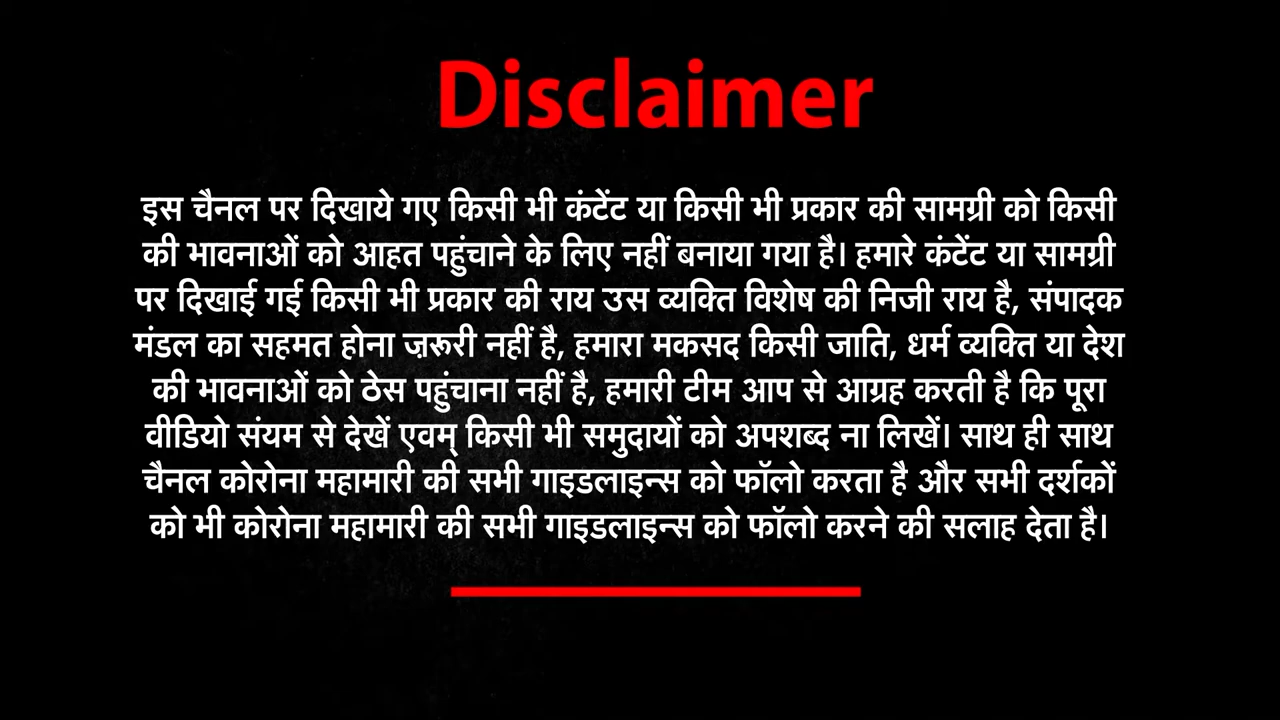 Disclaimer
इस चैनल पर दिखाये गए किसी भी कंटेंट या किसी भी प्रकार की सामग्री को किसी
की भावनाओं को आहत पहुंचाने के लिए नहीं बनाया गया है। हमारे कंटेंट या सामग्री
पर दिखाई गई किसी भी प्रकार की राय उस व्यक्ति विशेष की निजी राय है, संपादक
मंडल का सहमत होना ज़रूरी नहीं है, हमारा मकसद किसी जाति, धर्म व्यक्ति या देश
की भावनाओं को ठेस पहुंचाना नहीं है, हमारी टीम आप से आग्रह करती है कि पूरा
वीडियो संयम से देखें एवम् किसी भी समुदायों को अपशब्द ना लिखें। साथ ही साथ
चैनल कोरोना महामारी की सभी गाइडलाइन्स को फॉलो करता है और सभी दर्शकों
को भी कोरोना महामारी की सभी गाइडलाइन्स को फॉलो करने की सलाह देता है।